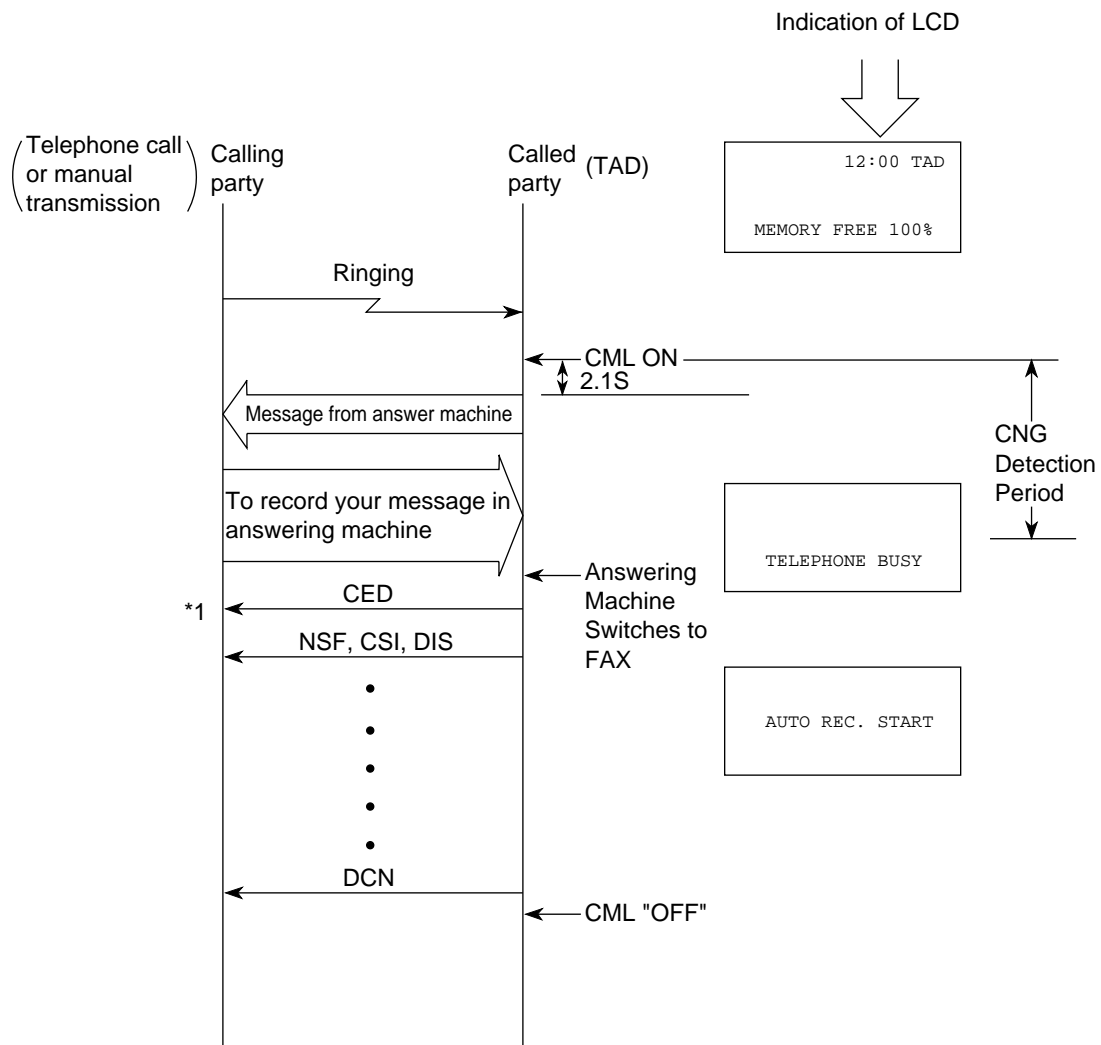 Indication of LCD
Telephone call
or manual
transmission
Calling
party
Called
party
(TAD)
12:00 TAD
MEMORY FREE 100%
Ringing
CML ON
2.1S
Message from answer machine
CNG
Detection
Period
To record your message in
answering machine
TELEPHONE BUSY
Answering
Machine
Switches to
FAX
*1
CED
NSF, CSI, DIS
AUTO REC. START
DCN
CML "OFF"